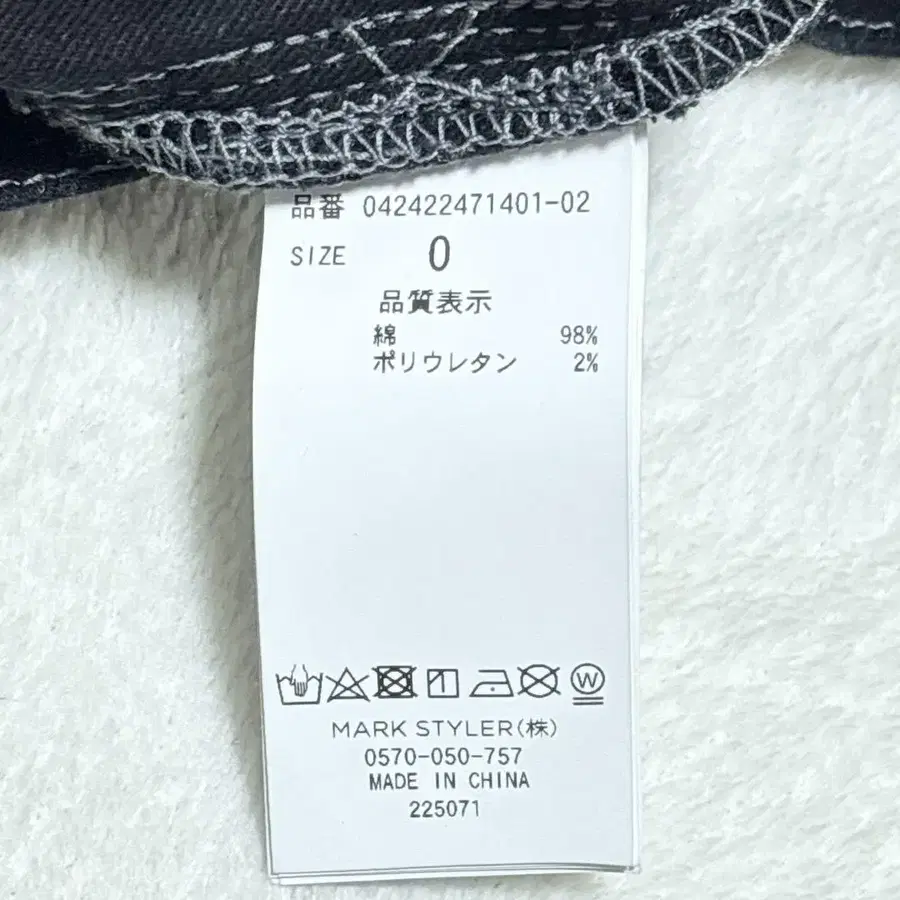 品番 042422471401-02
SIZE 0
品質表示
綿 98%
ポリウレタン 2%
W
MARK STYLER(株)
0570-050-757
MADE IN CHINA
225071